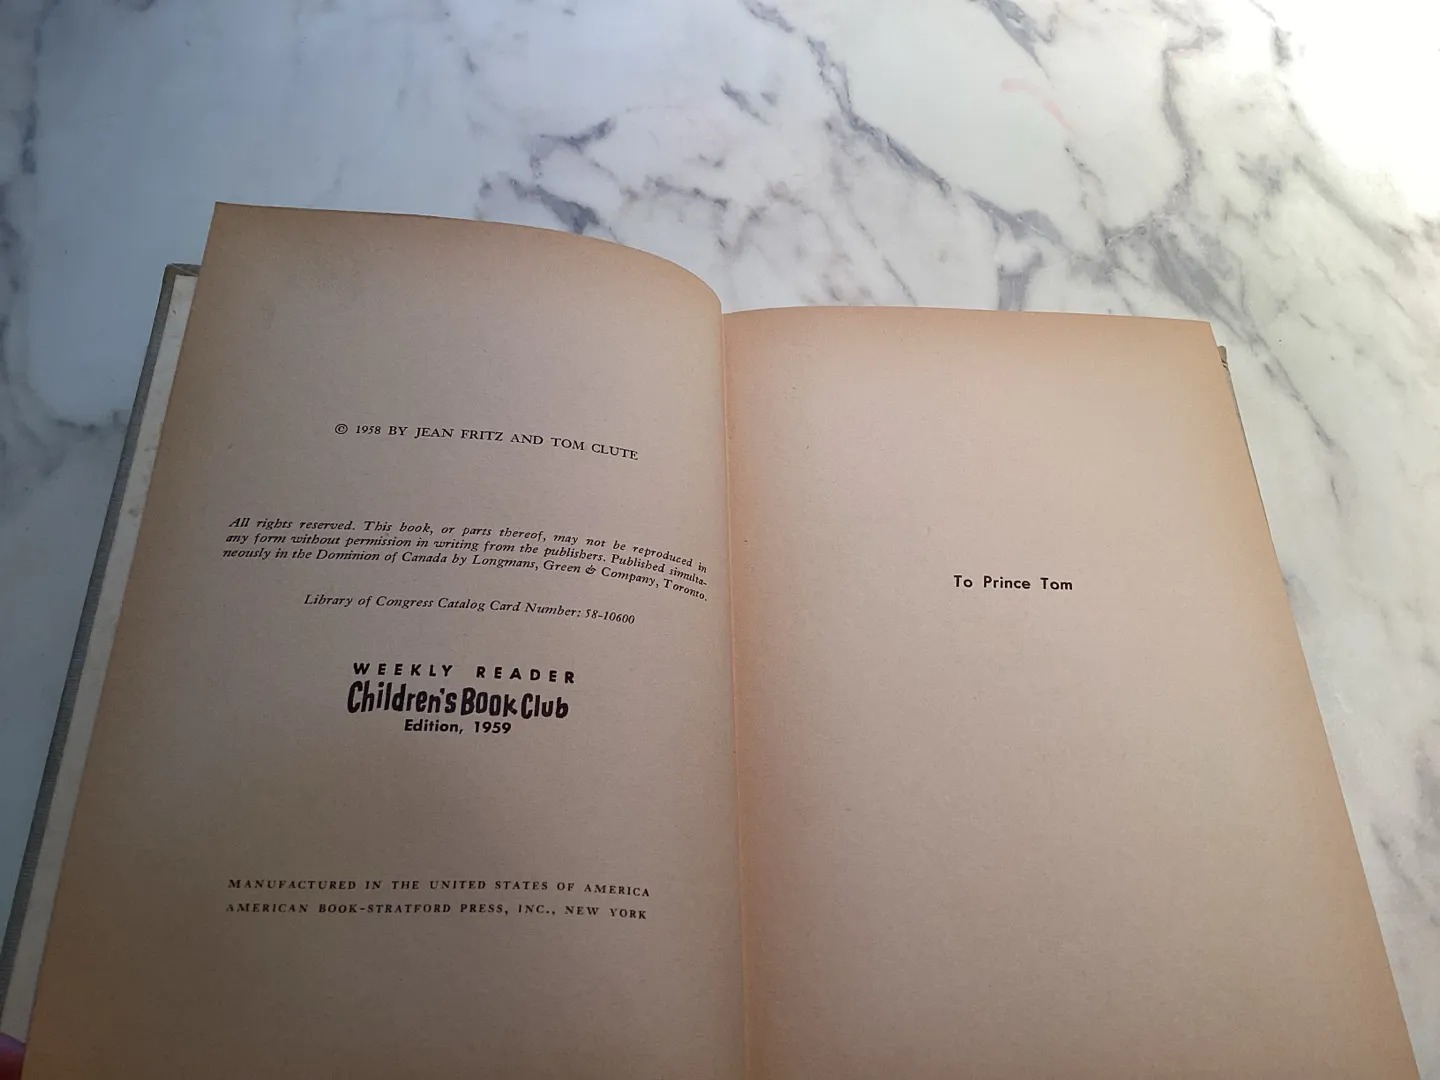 © 1958 BY JEAN FRITZ AND TOM CLUTE
All rights reserved. This book, or parts thereof, may not be reproduced in
any form without permission in writing from the publishers. Published simulta-
neously in the Dominion of Canada by Longmans, Green & Company, Toronto.
Library of Congress Catalog Card Number: 58-10600
WEEKLY READER
Children's Book Club
Edition, 1959
MANUFACTURED IN THE UNITED STATES OF AMERICA
AMERICAN BOOK-STRATFORD PRESS, INC., NEW YORK
To Prince Tom